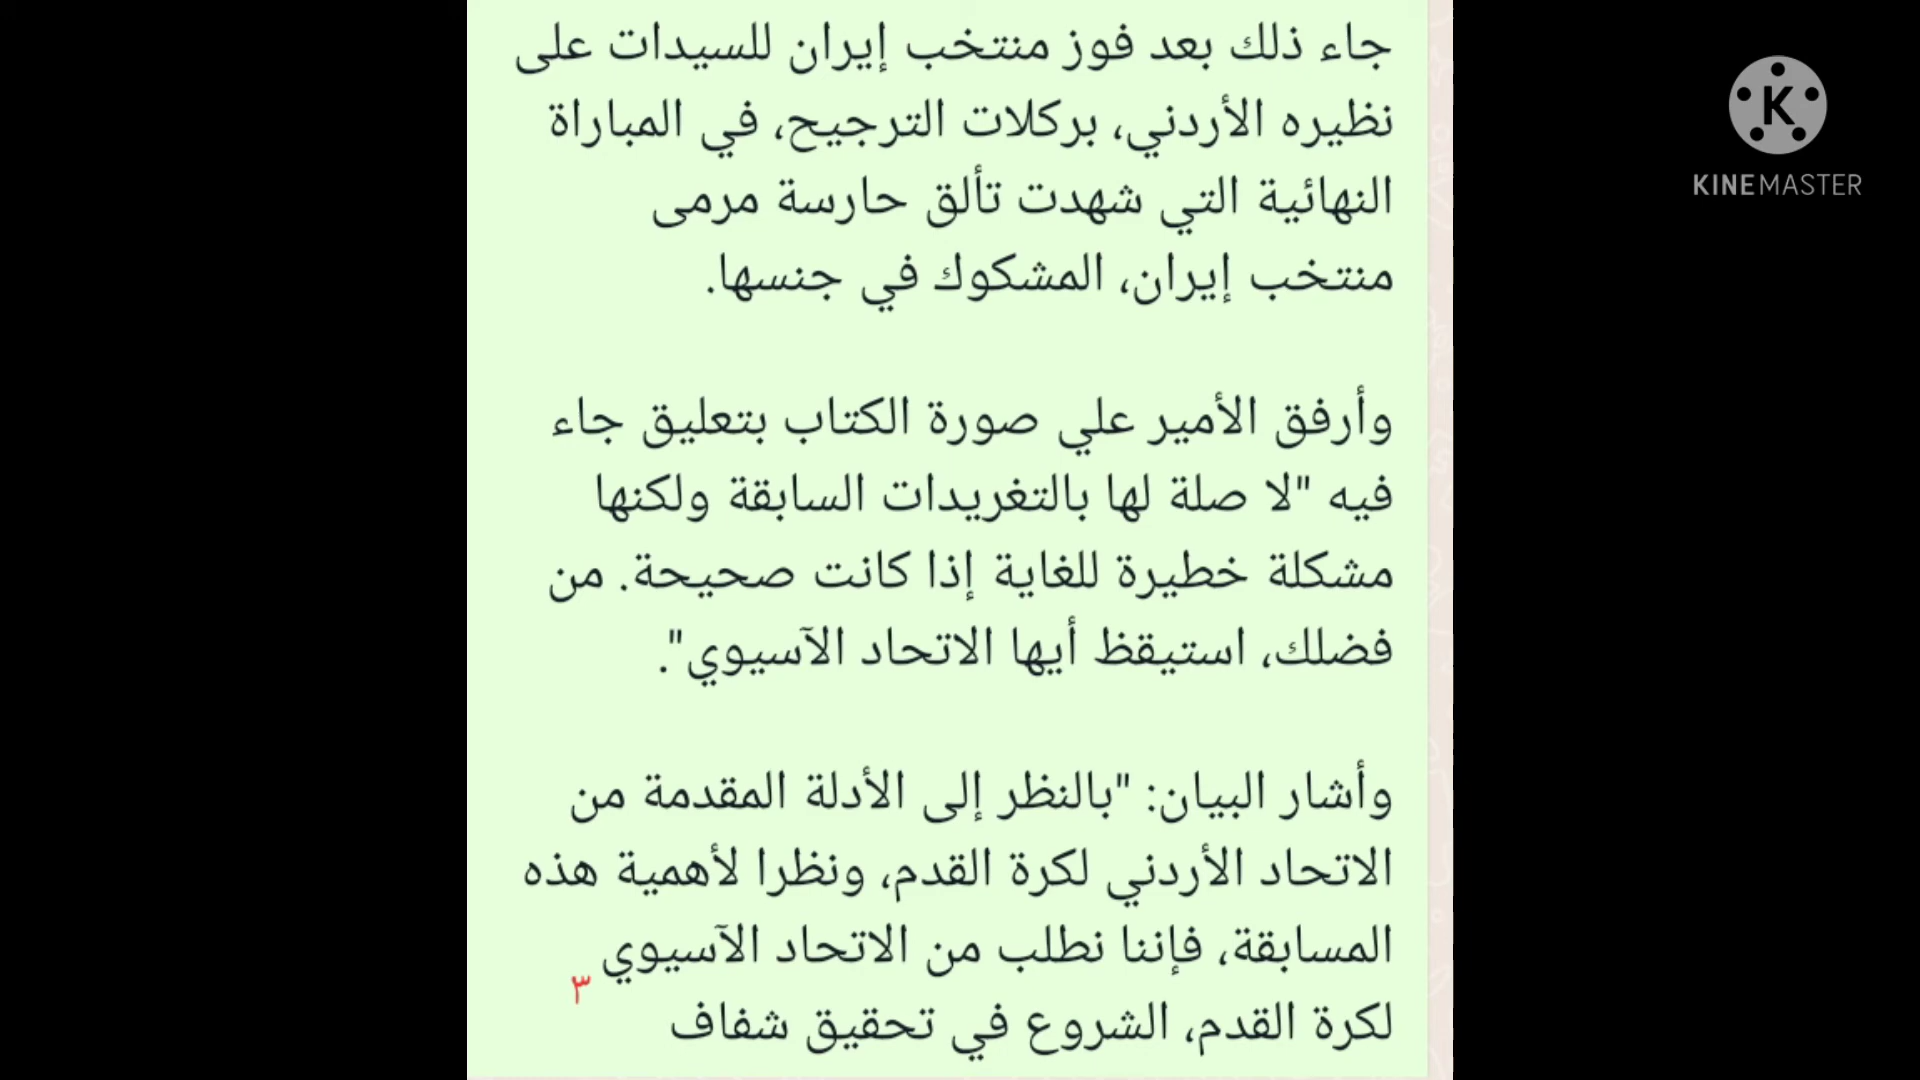 جاء ذلك بعد فوز منتخب إيران للسيدات على
نظيره الأردني، بركلات الترجيح، في المباراة
النهائية التي شهدت تألق حارسة مرمى
منتخب إيران، المشكوك في جنسها.
وأرفق الأمير علي صورة الكتاب بتعليق جاء
فيه "لا صلة لها بالتغريدات السابقة ولكنها
مشكلة خطيرة للغاية إذا كانت صحيحة. من
فضلك، استيقظ أيها الاتحاد الآسيوي".
وأشار البيان: "بالنظر إلى الأدلة المقدمة من
الاتحاد الأردني لكرة القدم، ونظرا لأهمية هذه
المسابقة، فإننا نطلب من الاتحاد الآسيوي
٣
لكرة القدم، الشروع في تحقيق شفاف
K
KINEMASTER